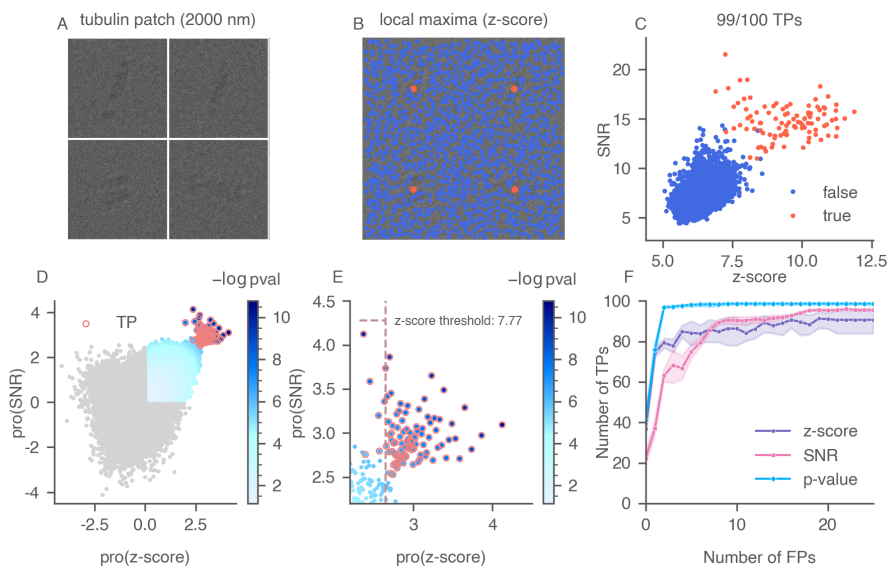 A tubulin patch (2000 nm)
B local maxima (z-score)
C 99/100 TPs
SNR
20
15
10
5
false
true
5.0 7.5 10.0 12.5
z-score
D
−log pval
TP
pro(SNR)
4
2
0
-2
-4
-2.5 0.0 2.5
pro(z-score)
10
8
6
4
2
E
−log pval
z-score threshold: 7.77
pro(SNR)
4.5
4.0
3.5
3.0
2.5
3 4
pro(z-score)
10
8
6
4
2
F
Number of TPs
100
80
60
40
20
0
z-score
SNR
p-value
0 10 20
Number of FPs